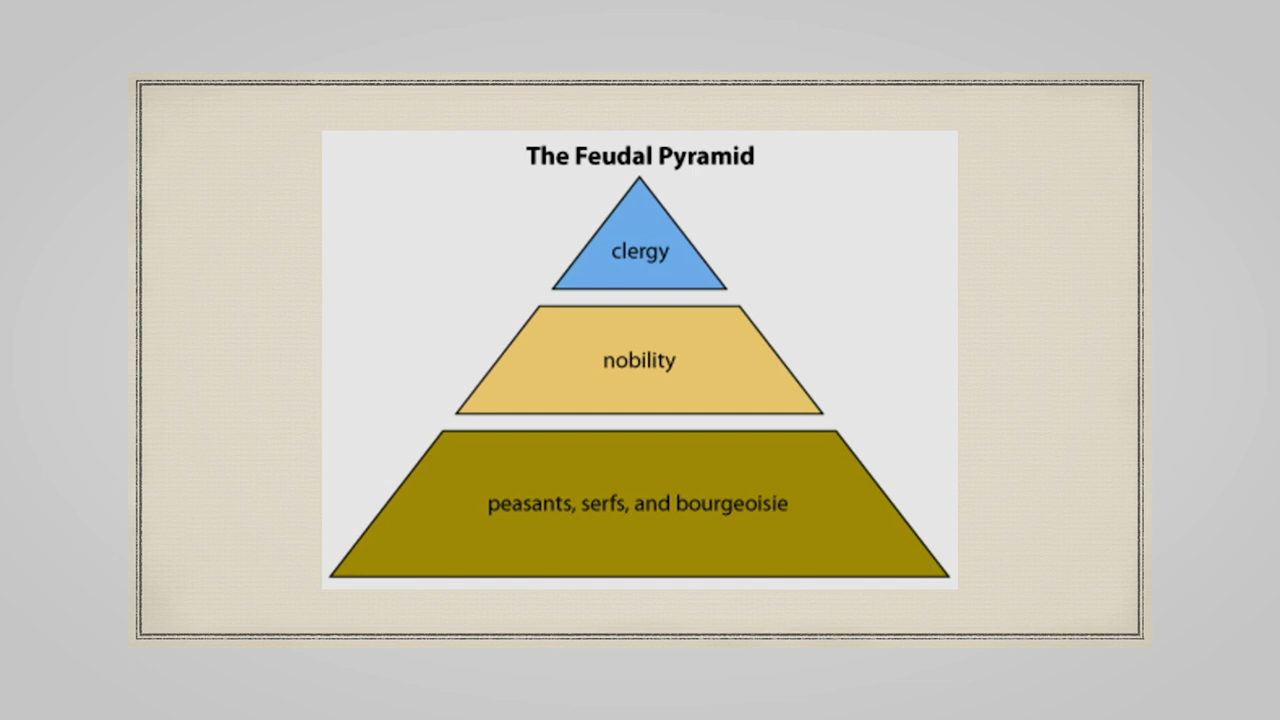 The Feudal Pyramid
clergy
nobility
peasants, serfs, and bourgeoisie